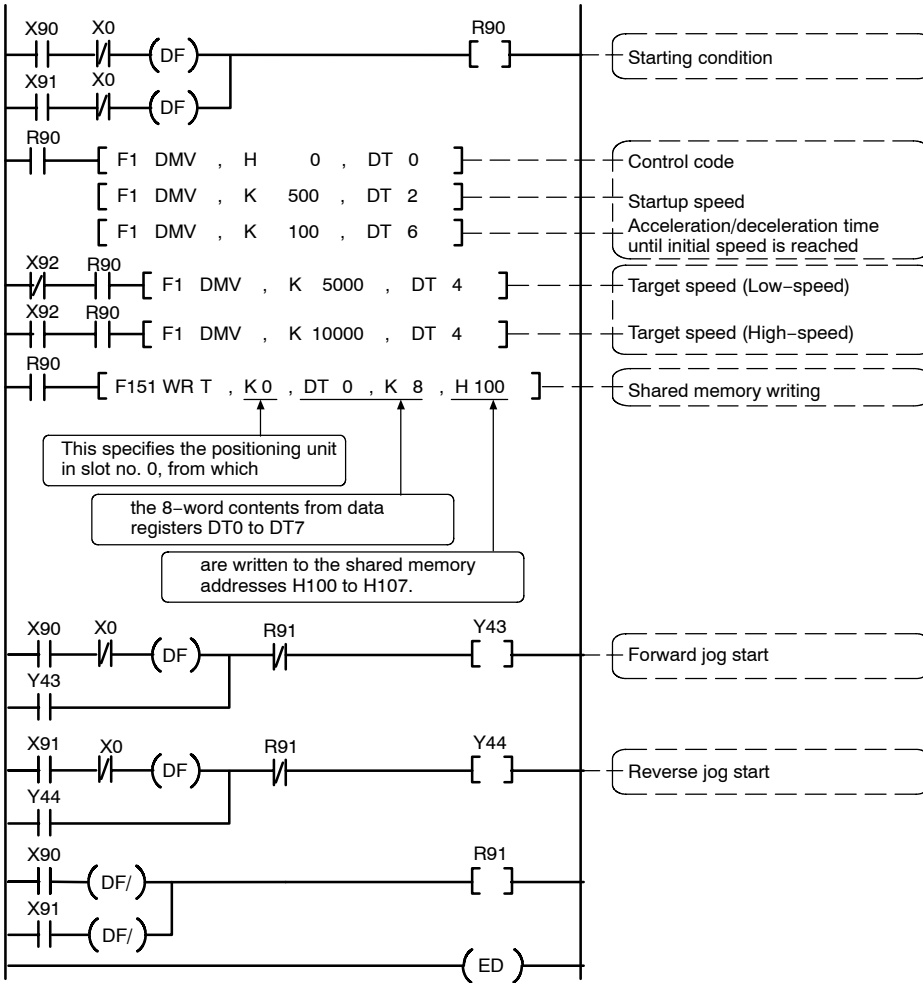 X90 X0 R90
DF Starting condition
X91 X0
DF
R90
F1 DMV , H 0 , DT 0 Control code
F1 DMV , K 500 , DT 2 Startup speed
F1 DMV , K 100 , DT 6 Acceleration/deceleration time
until initial speed is reached
X92 R90
F1 DMV , K 5000 , DT 4 Target speed (Low−speed)
X92 R90
F1 DMV , K 10000 , DT 4 Target speed (High−speed)
R90
F151 WR T , K 0 , DT 0 , K 8 , H 100 Shared memory writing
This specifies the positioning unit
in slot no. 0, from which
the 8−word contents from data
registers DT0 to DT7
are written to the shared memory
addresses H100 to H107.
X90 X0 R91 Y43
DF Forward jog start
Y43
X91 X0 R91 Y44
DF Reverse jog start
Y44
X90 R91
DF/
X91
DF/
ED